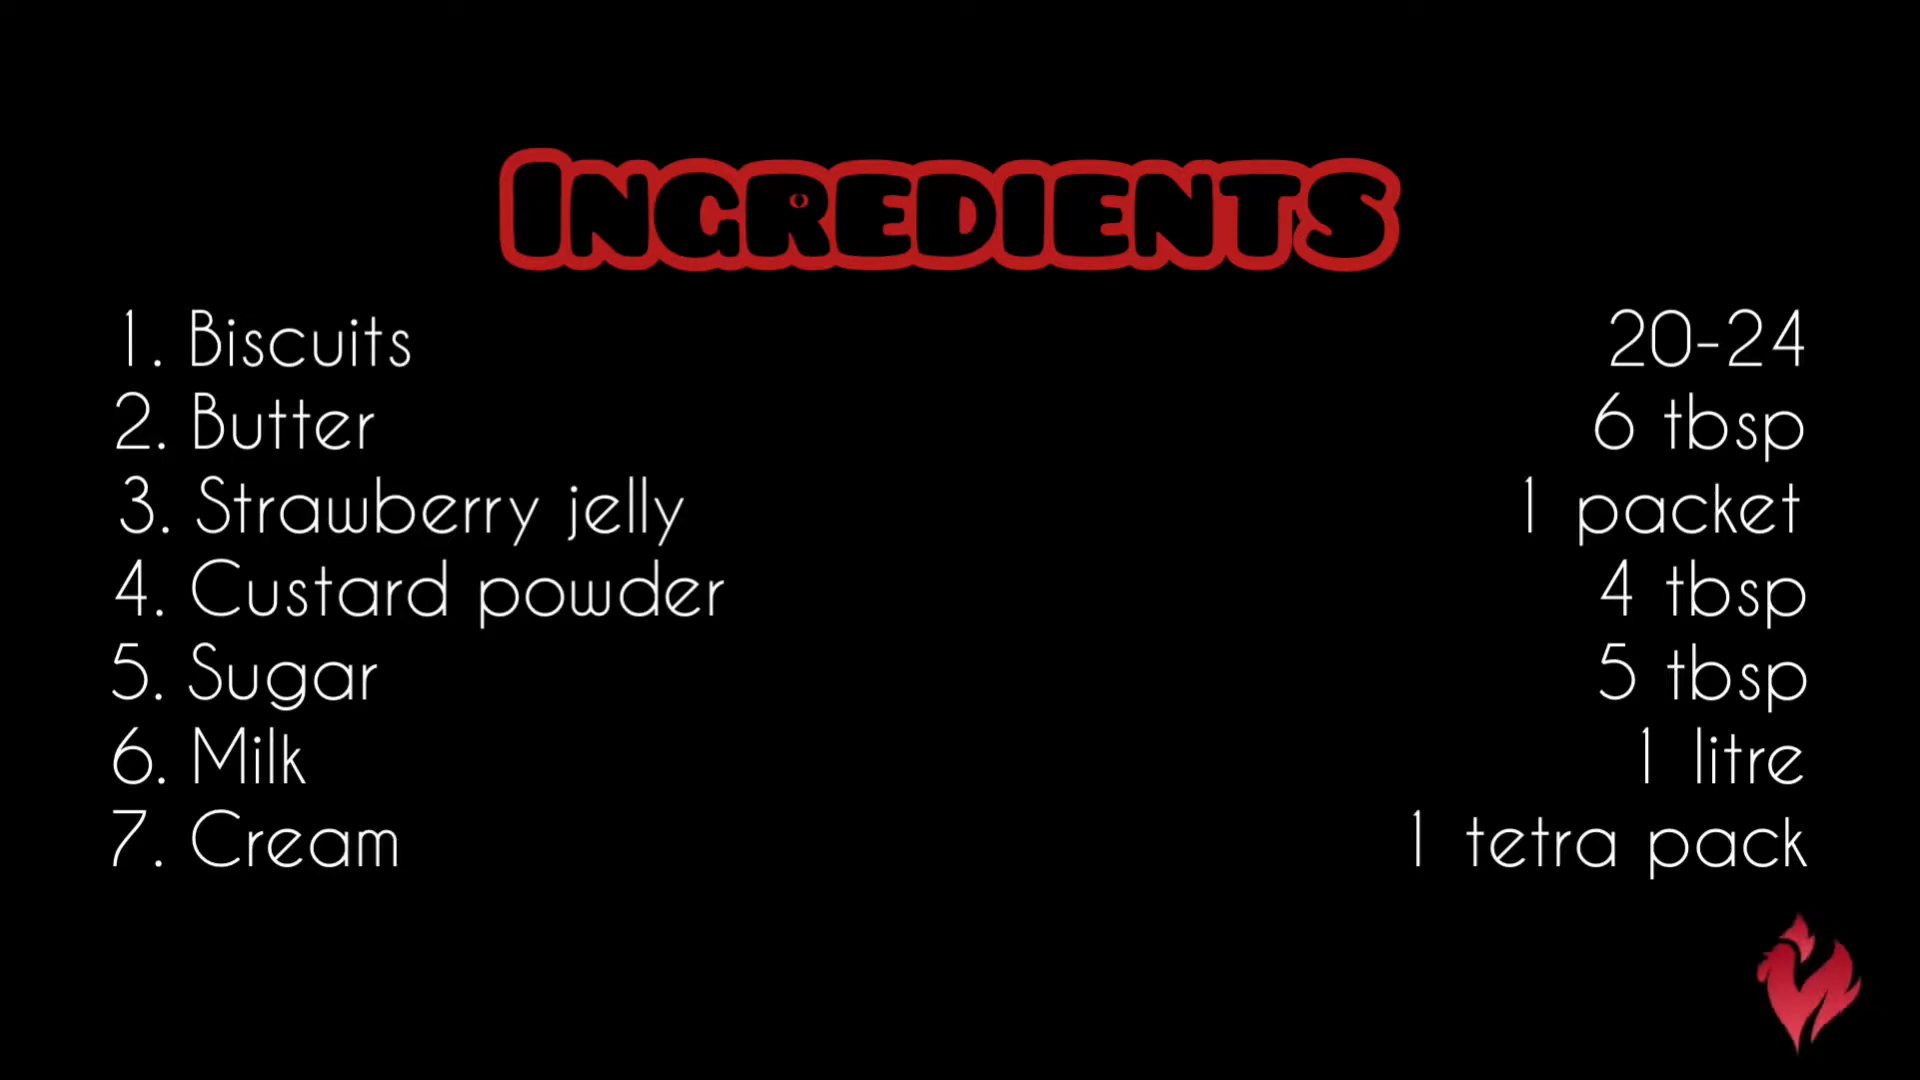 INGREDIENTS
1. Biscuits 20-24
2. Butter 6 tbsp
3. Strawberry jelly 1 packet
4. Custard powder 4 tbsp
5. Sugar 5 tbsp
6. Milk 1 litre
7. Cream 1 tetra pack